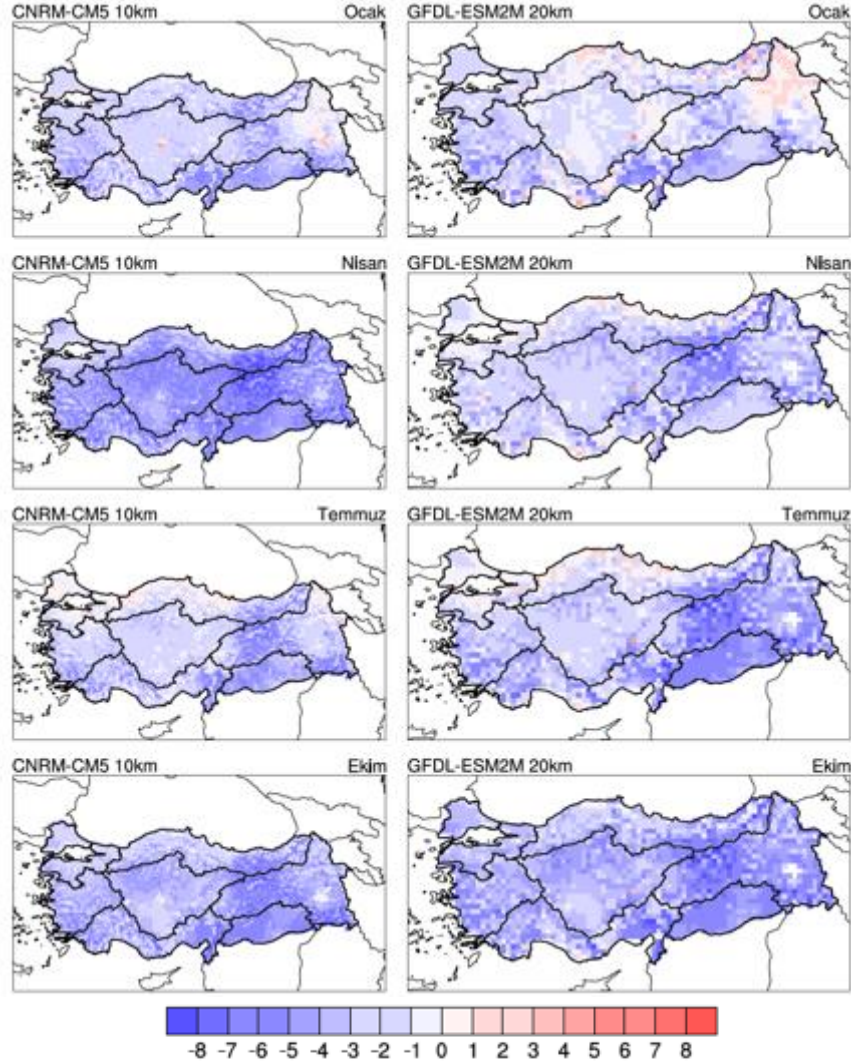 CNRM-CM5 10km Ocak GFDL-ESM2M 20km Ocak
CNRM-CM5 10km Nisan GFDL-ESM2M 20km Nisan
CNRM-CM5 10km Temmuz GFDL-ESM2M 20km Temmuz
CNRM-CM5 10km Ekim GFDL-ESM2M 20km Ekim
-8 -7 -6 -5 -4 -3 -2 -1 0 1 2 3 4 5 6 7 8